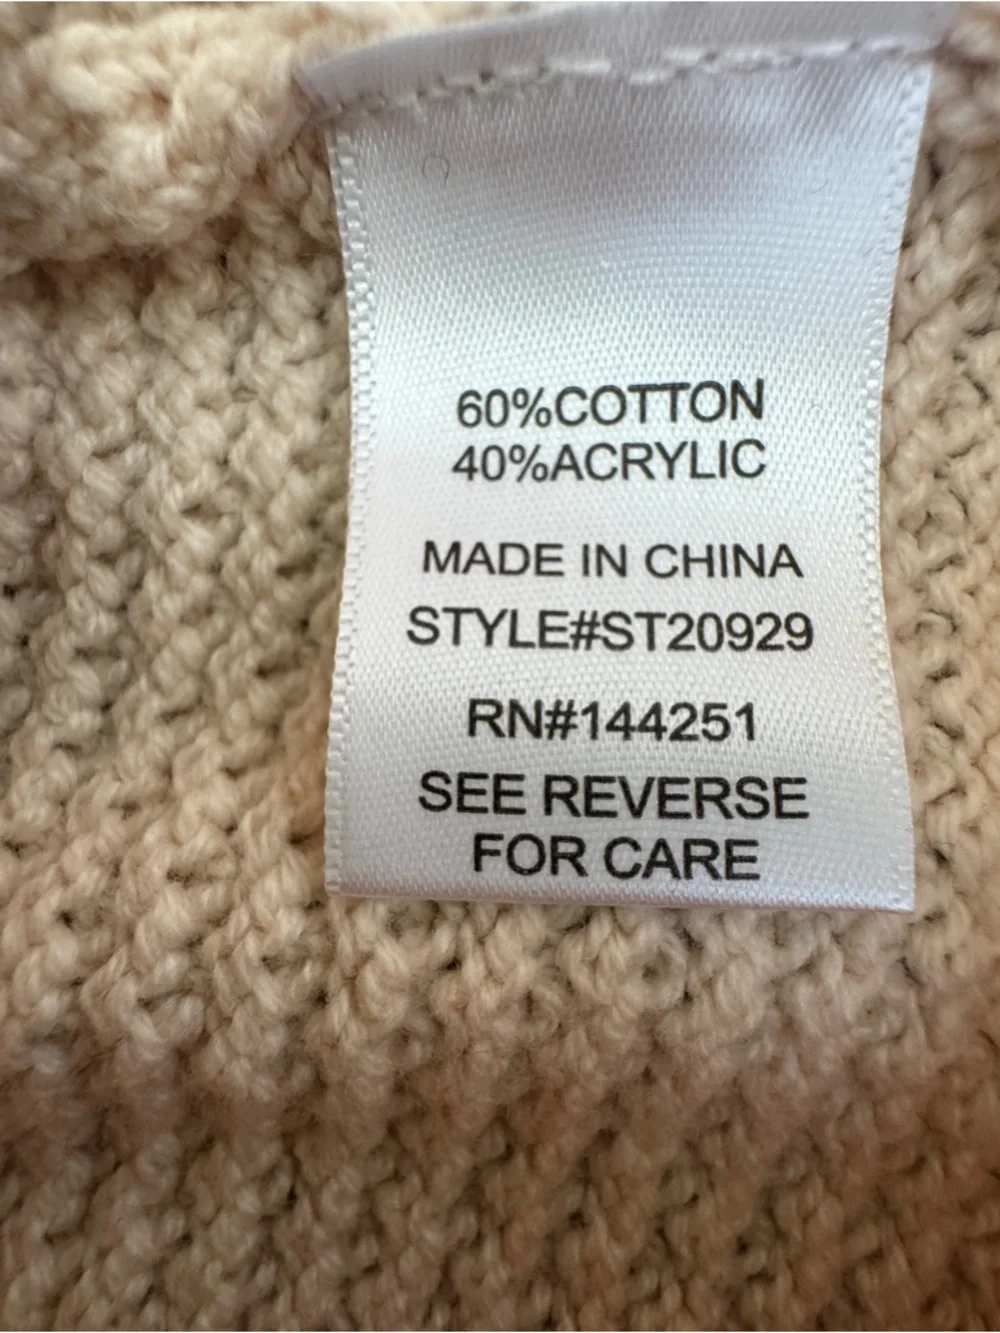 60%COTTON
40%ACRYLIC
MADE IN CHINA
STYLE#ST20929
RN#144251
SEE REVERSE
FOR CARE